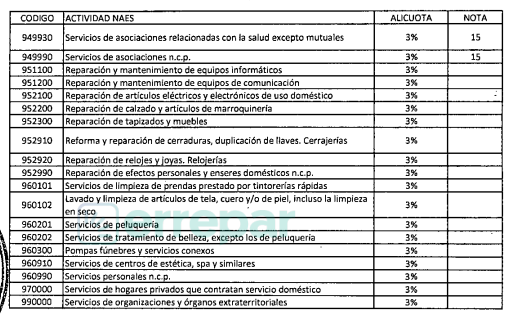 CODIGO ACTIVIDAD NAES ALICUOTA NOTA
949930 Servicios de asociaciones relacionadas con la salud excepto mutuales 3% 15
949990 Servicios de asociaciones n.c.p. 3% 15
951100 Reparación y mantenimiento de equipos informáticos 3%
951200 Reparación y mantenimiento de equipos de comunicación 3%
952100 Reparación de artículos eléctricos y electrónicos de uso doméstico 3%
952200 Reparación de calzado y artículos de marroquinería 3%
952300 Reparación de tapizados y muebles 3%
952910 Reforma y reparación de cerraduras, duplicación de llaves. Cerrajerías 3%
952920 Reparación de relojes y joyas. Relojerías 3%
952990 Reparación de efectos personales y enseres domésticos n.c.p. 3%
960101 Servicios de limpieza de prendas prestado por tintorerías rápidas 3%
960102 Lavado y limpieza de artículos de tela, cuero y/o de piel, incluso la limpieza
en seco 3%
errepar
960201 Servicios de peluquería 3%
960202 Servicios de tratamiento de belleza, excepto los de peluquería 3%
960300 Pompas fúnebres y servicios conexos 3%
960910 Servicios de centros de estética, spa y similares 3%
960990 Servicios personales n.c.p. 3%
970000 Servicios de hogares privados que contratan servicio doméstico 3%
990000 Servicios de organizaciones y órganos extraterritoriales 3%